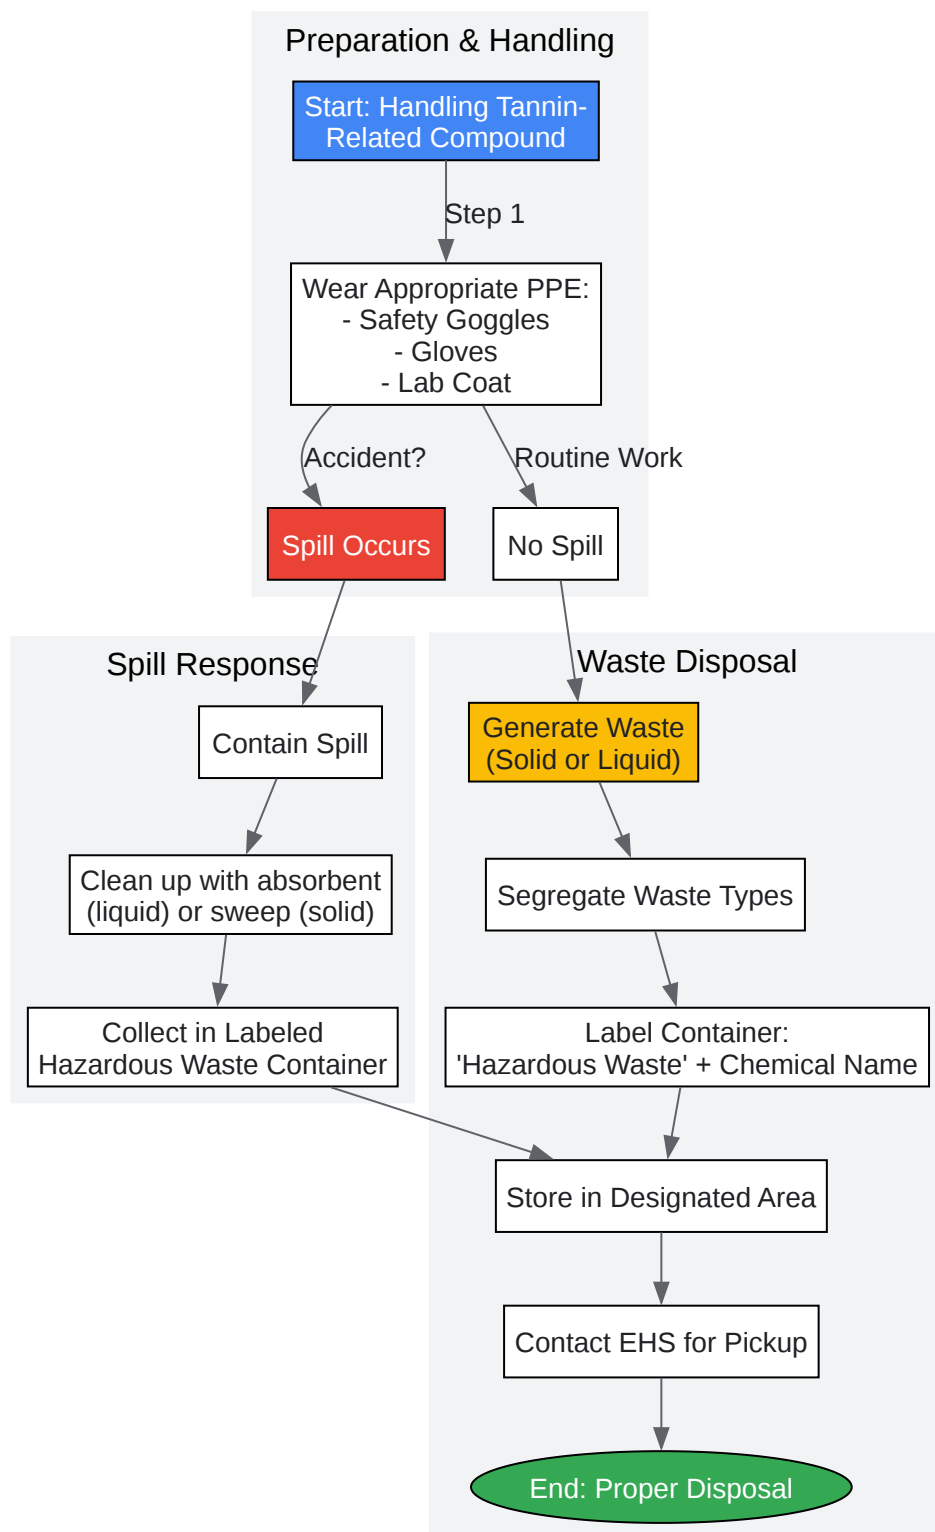 Preparation & Handling
Start: Handling Tannin-
Related Compound
Step 1
Wear Appropriate PPE:
- Safety Goggles
- Gloves
- Lab Coat
Accident?
Routine Work
Spill Occurs
No Spill
Spill Response
Contain Spill
Clean up with absorbent
(liquid) or sweep (solid)
Collect in Labeled
Hazardous Waste Container
Waste Disposal
Generate Waste
(Solid or Liquid)
Segregate Waste Types
Label Container:
'Hazardous Waste' + Chemical Name
Store in Designated Area
Contact EHS for Pickup
End: Proper Disposal